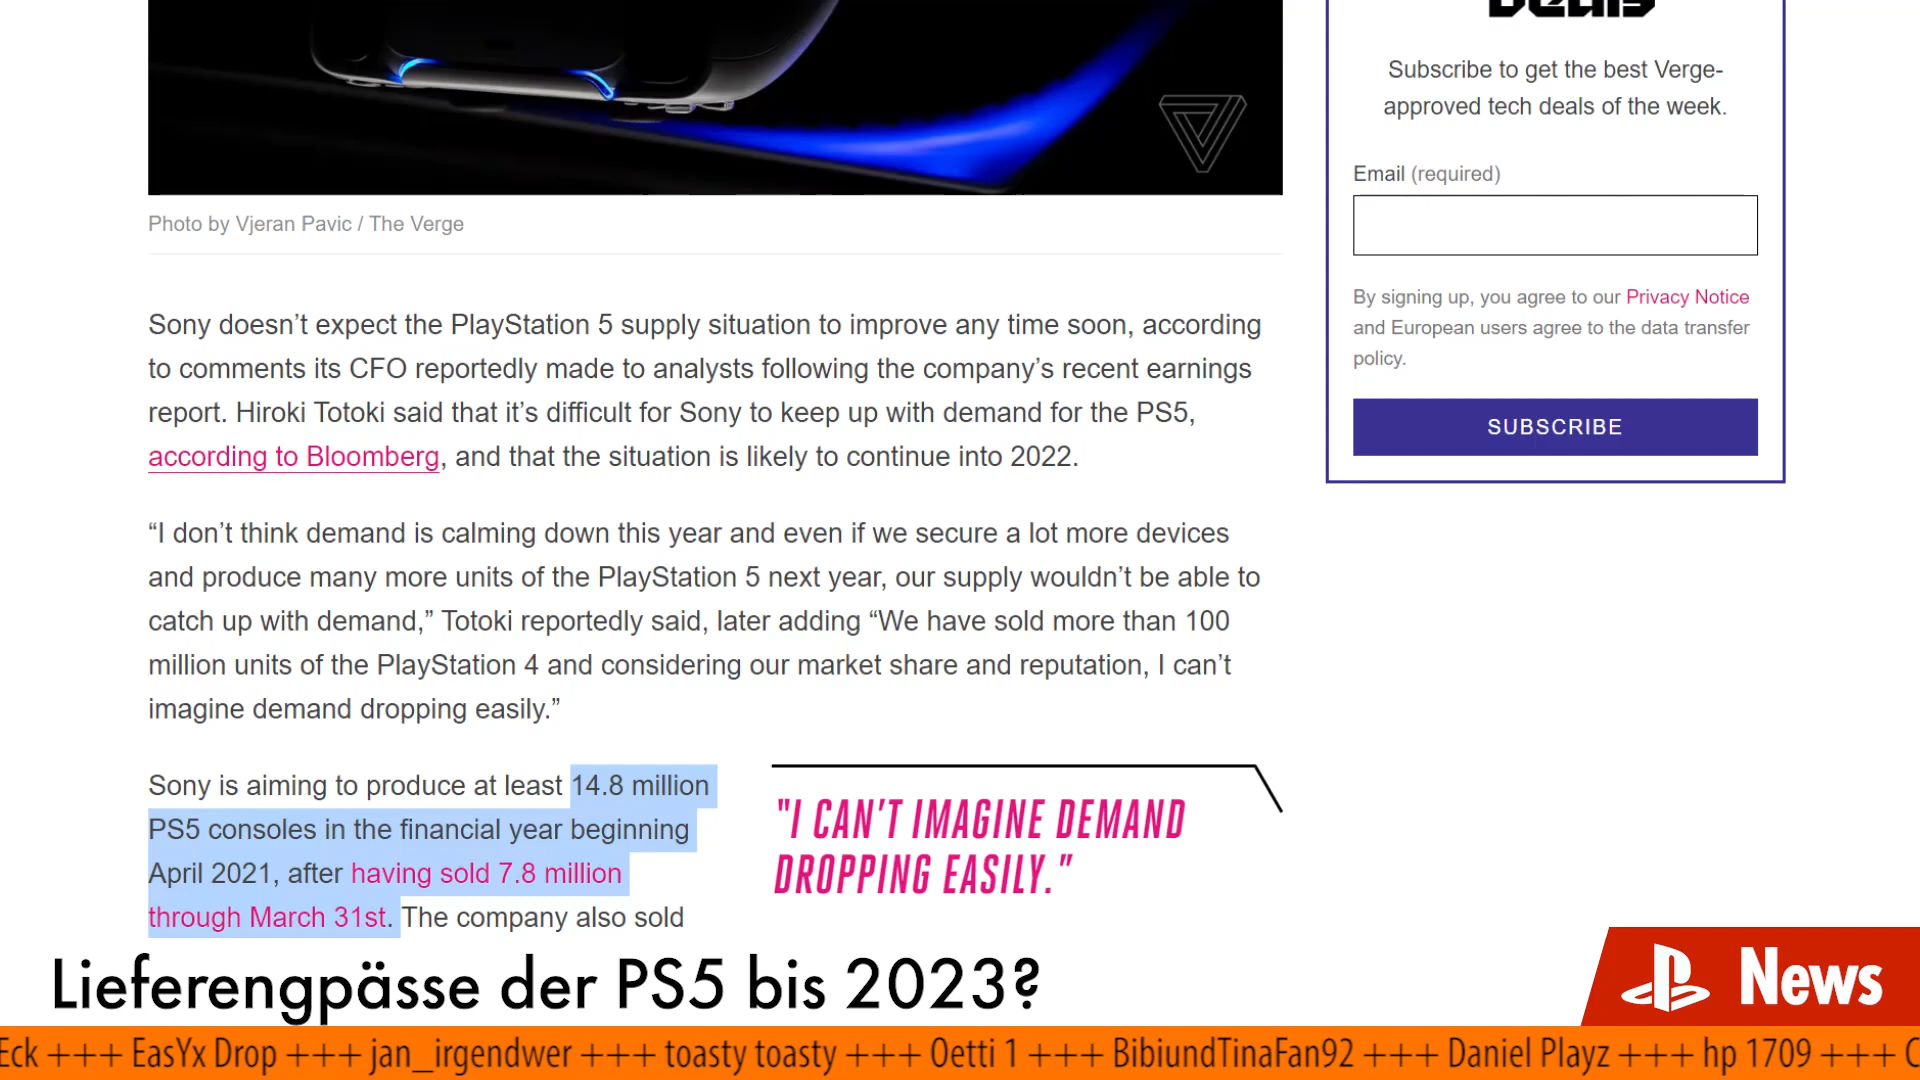 Deals
Subscribe to get the best Verge-
approved tech deals of the week.
Email (required)
By signing up, you agree to our Privacy Notice
and European users agree to the data transfer
policy.
SUBSCRIBE
Photo by Vjeran Pavic / The Verge
Sony doesn’t expect the PlayStation 5 supply situation to improve any time soon, according
to comments its CFO reportedly made to analysts following the company’s recent earnings
report. Hiroki Totoki said that it’s difficult for Sony to keep up with demand for the PS5,
according to Bloomberg, and that the situation is likely to continue into 2022.
“I don’t think demand is calming down this year and even if we secure a lot more devices
and produce many more units of the PlayStation 5 next year, our supply wouldn’t be able to
catch up with demand,” Totoki reportedly said, later adding “We have sold more than 100
million units of the PlayStation 4 and considering our market share and reputation, I can’t
imagine demand dropping easily.”
Sony is aiming to produce at least 14.8 million
PS5 consoles in the financial year beginning
April 2021, after having sold 7.8 million
through March 31st. The company also sold
"I CAN'T IMAGINE DEMAND
DROPPING EASILY."
Lieferengpässe der PS5 bis 2023?
News
Eck +++ EasYx Drop +++ jan_irgendwer +++ toasty toasty +++ Oetti 1 +++ BibiundTinaFan92 +++ Daniel Playz +++ hp 1709 +++ C